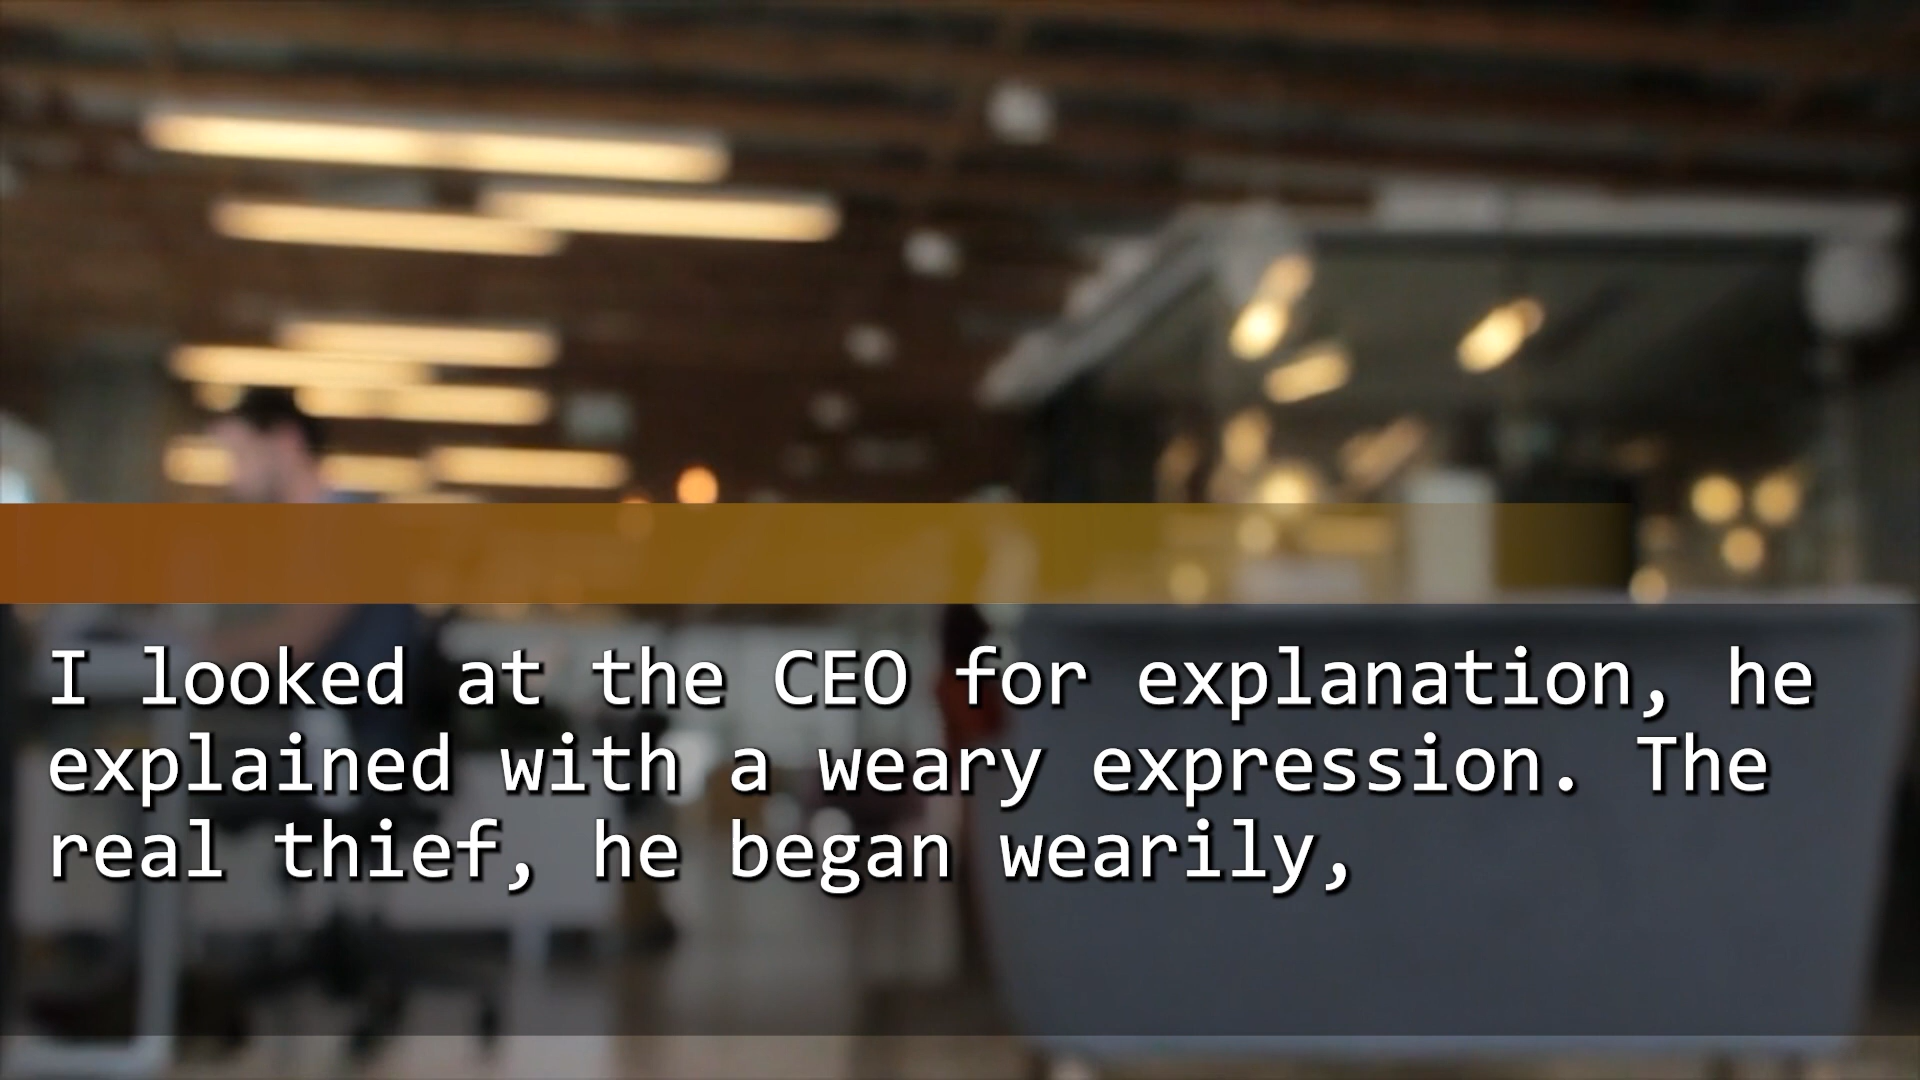 I looked at the CEO for explanation, he
explained with a weary expression. The
real thief, he began wearily,